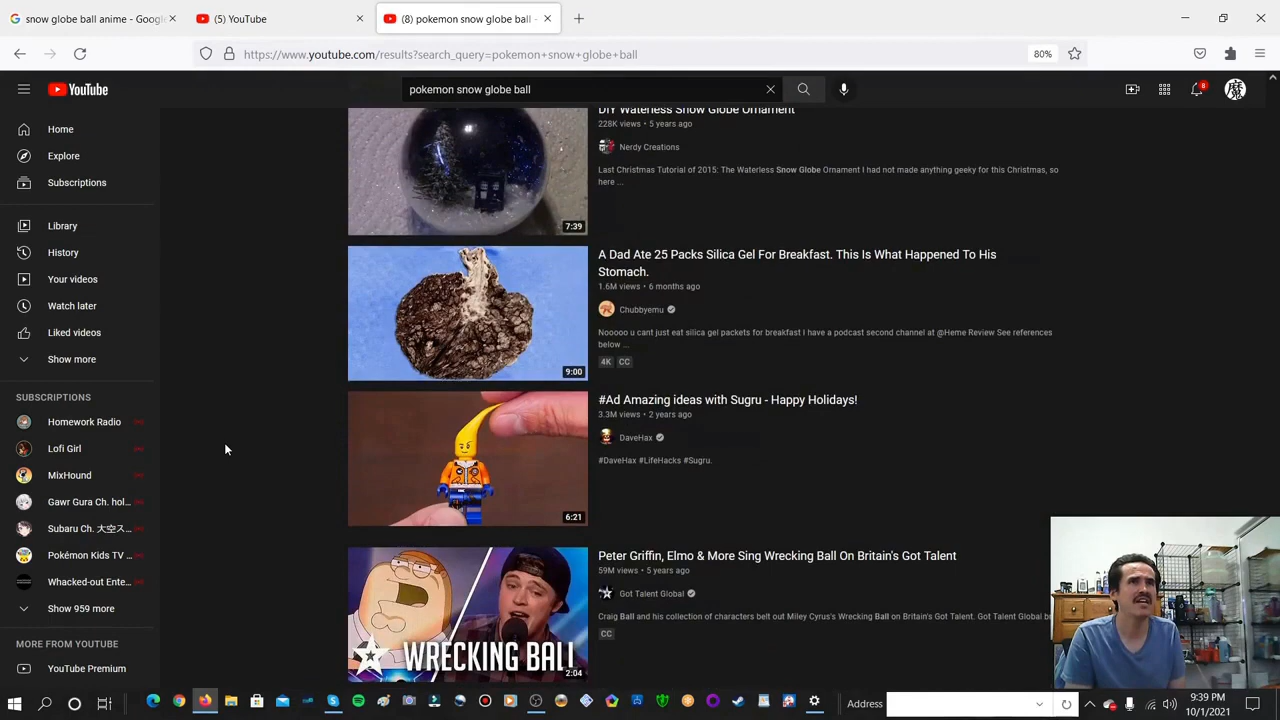 snow globe ball anime - Googl
(5) YouTube
(8) pokemon snow globe ball -
https://www.youtube.com/results?search_query=pokemon+snow+globe+ball
80%
YouTube
pokemon snow globe ball
8
魔
Home
Explore
Subscriptions
Library
History
Your videos
Watch later
Liked videos
Show more
SUBSCRIPTIONS
Homework Radio
Lofi Girl
MixHound
Gawr Gura Ch. hol...
Subaru Ch. 大空ス...
Pokémon Kids TV ...
Whacked-out Ente...
Show 959 more
MORE FROM YOUTUBE
YouTube Premium
DIY Waterless Snow Globe Ornament
228K views • 5 years ago
Nerdy Creations
Last Christmas Tutorial of 2015: The Waterless Snow Globe Ornament I had not made anything geeky for this Christmas, so
here ...
7:39
A Dad Ate 25 Packs Silica Gel For Breakfast. This Is What Happened To His
Stomach.
1.6M views • 6 months ago
Chubbyemu
Nooooo u cant just eat silica gel packets for breakfast I have a podcast second channel at @Heme Review See references
below ...
4K CC
9:00
#Ad Amazing ideas with Sugru - Happy Holidays!
3.3M views • 2 years ago
DaveHax
#DaveHax #LifeHacks #Sugru.
6:21
Peter Griffin, Elmo & More Sing Wrecking Ball On Britain's Got Talent
59M views • 5 years ago
Got Talent Global
Craig Ball and his collection of characters belt out Miley Cyrus's Wrecking Ball on Britain's Got Talent. Got Talent Global b
CC
WRECKING BALL
2:04
Address
9:39 PM
10/1/2021